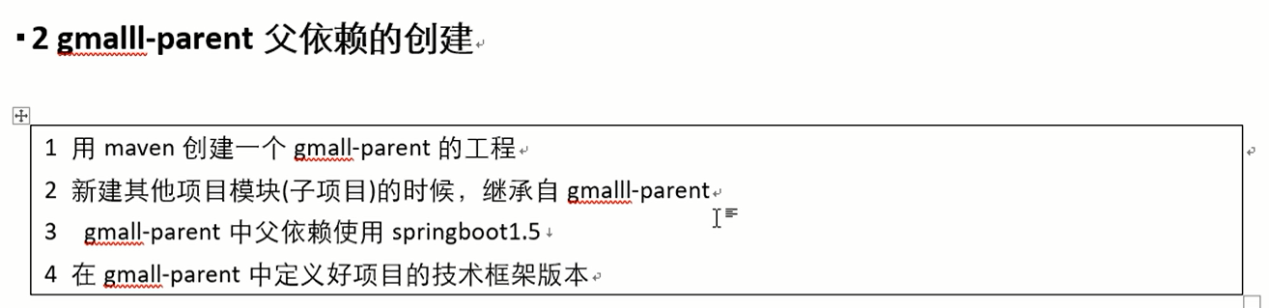 2 gmalll-parent 父依赖的创建
1 用 maven 创建一个 gmall-parent 的工程
2 新建其他项目模块(子项目)的时候，继承自 gmalll-parent
3 gmall-parent 中父依赖使用 springboot1.5
4 在 gmall-parent 中定义好项目的技术框架版本